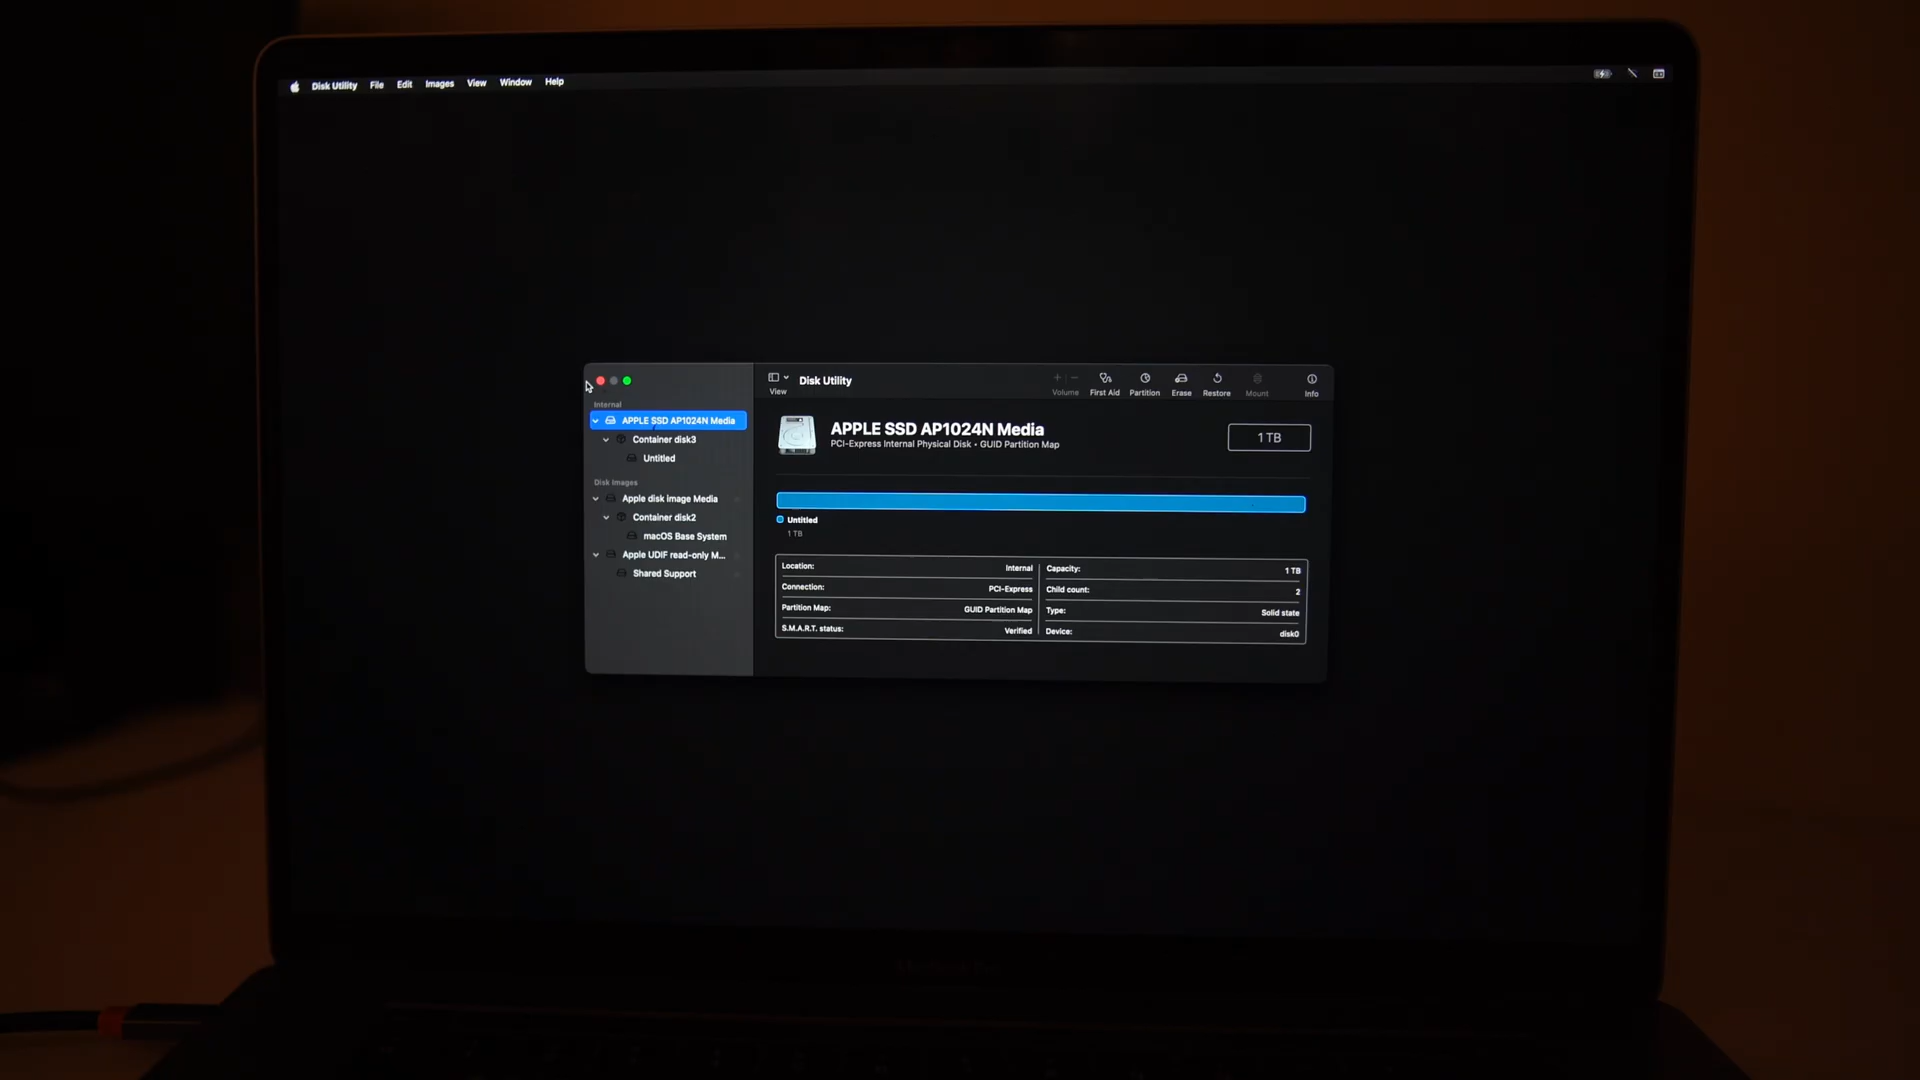 Disk Utility File Edit Images View Window Help
View
Disk Utility
Volume First Aid Partition Erase Restore Mount Info
Internal
APPLE SSD AP1024N Media
Container disk3
Untitled
Disk Images
Apple disk image Media
Container disk2
macOS Base System
Apple UDIF read-only M...
Shared Support
APPLE SSD AP1024N Media
PCI-Express Internal Physical Disk • GUID Partition Map
1 TB
Untitled
1 TB
Location: Internal
Connection: PCI-Express
Partition Map: GUID Partition Map
S.M.A.R.T. status: Verified
Capacity: 1 TB
Child count: 2
Type: Solid state
Device: disk0